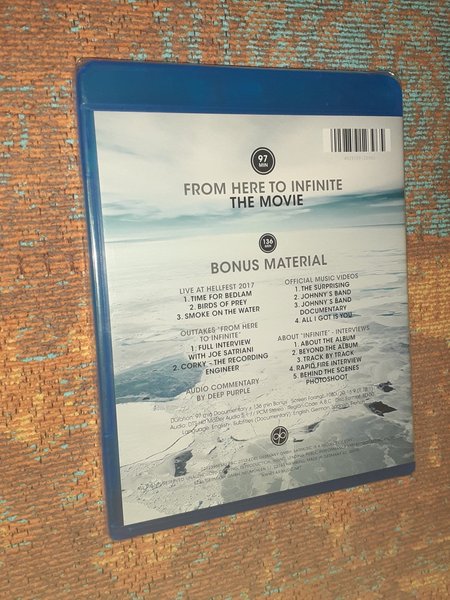 97
MIN
FROM HERE TO INFINITE
THE MOVIE
136
MIN
BONUS MATERIAL
LIVE AT HELLFEST 2017
1. TIME FOR BEDLAM
2. BIRDS OF PREY
3. SMOKE ON THE WATER
OUTTAKES "FROM HERE
TO INFINITE"
1. FULL INTERVIEW
WITH JOE SATRIANI
2. CORKY - THE RECORDING
ENGINEER
AUDIO COMMENTARY
BY DEEP PURPLE
OFFICIAL MUSIC VIDEOS
1. THE SURPRISING
2. JOHNNY'S BAND
3. JOHNNY'S BAND
DOCUMENTARY
4. ALL I GOT IS YOU
ABOUT "INFINITE" - INTERVIEWS
1. ABOUT THE ALBUM
2. BEYOND THE ALBUM
3. TRACK BY TRACK
4. RAPID FIRE INTERVIEW
5. BEHIND THE SCENES
PHOTOSHOOT